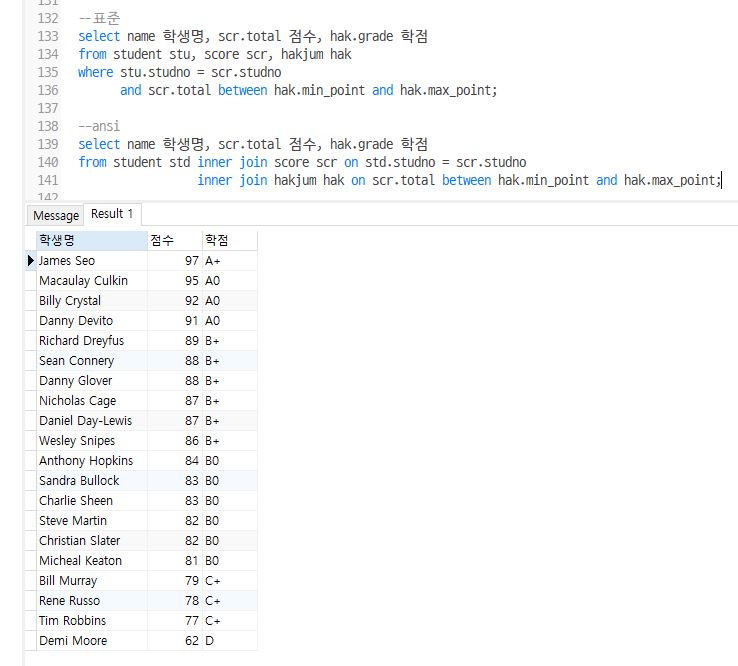 131
132 --표준
133 select name 학생명, scr.total 점수, hak.grade 학점
134 from student stu, score scr, hakjum hak
135 where stu.studno = scr.studno
136 and scr.total between hak.min_point and hak.max_point;
137
138 --ansi
139 select name 학생명, scr.total 점수, hak.grade 학점
140 from student std inner join score scr on std.studno = scr.studno
141 inner join hakjum hak on scr.total between hak.min_point and hak.max_point;
142
Message Result 1
학생명 점수 학점
James Seo 97 A+
Macaulay Culkin 95 A0
Billy Crystal 92 A0
Danny Devito 91 A0
Richard Dreyfus 89 B+
Sean Connery 88 B+
Danny Glover 88 B+
Nicholas Cage 87 B+
Daniel Day-Lewis 87 B+
Wesley Snipes 86 B+
Anthony Hopkins 84 B0
Sandra Bullock 83 B0
Charlie Sheen 83 B0
Steve Martin 82 B0
Christian Slater 82 B0
Micheal Keaton 81 B0
Bill Murray 79 C+
Rene Russo 78 C+
Tim Robbins 77 C+
Demi Moore 62 D